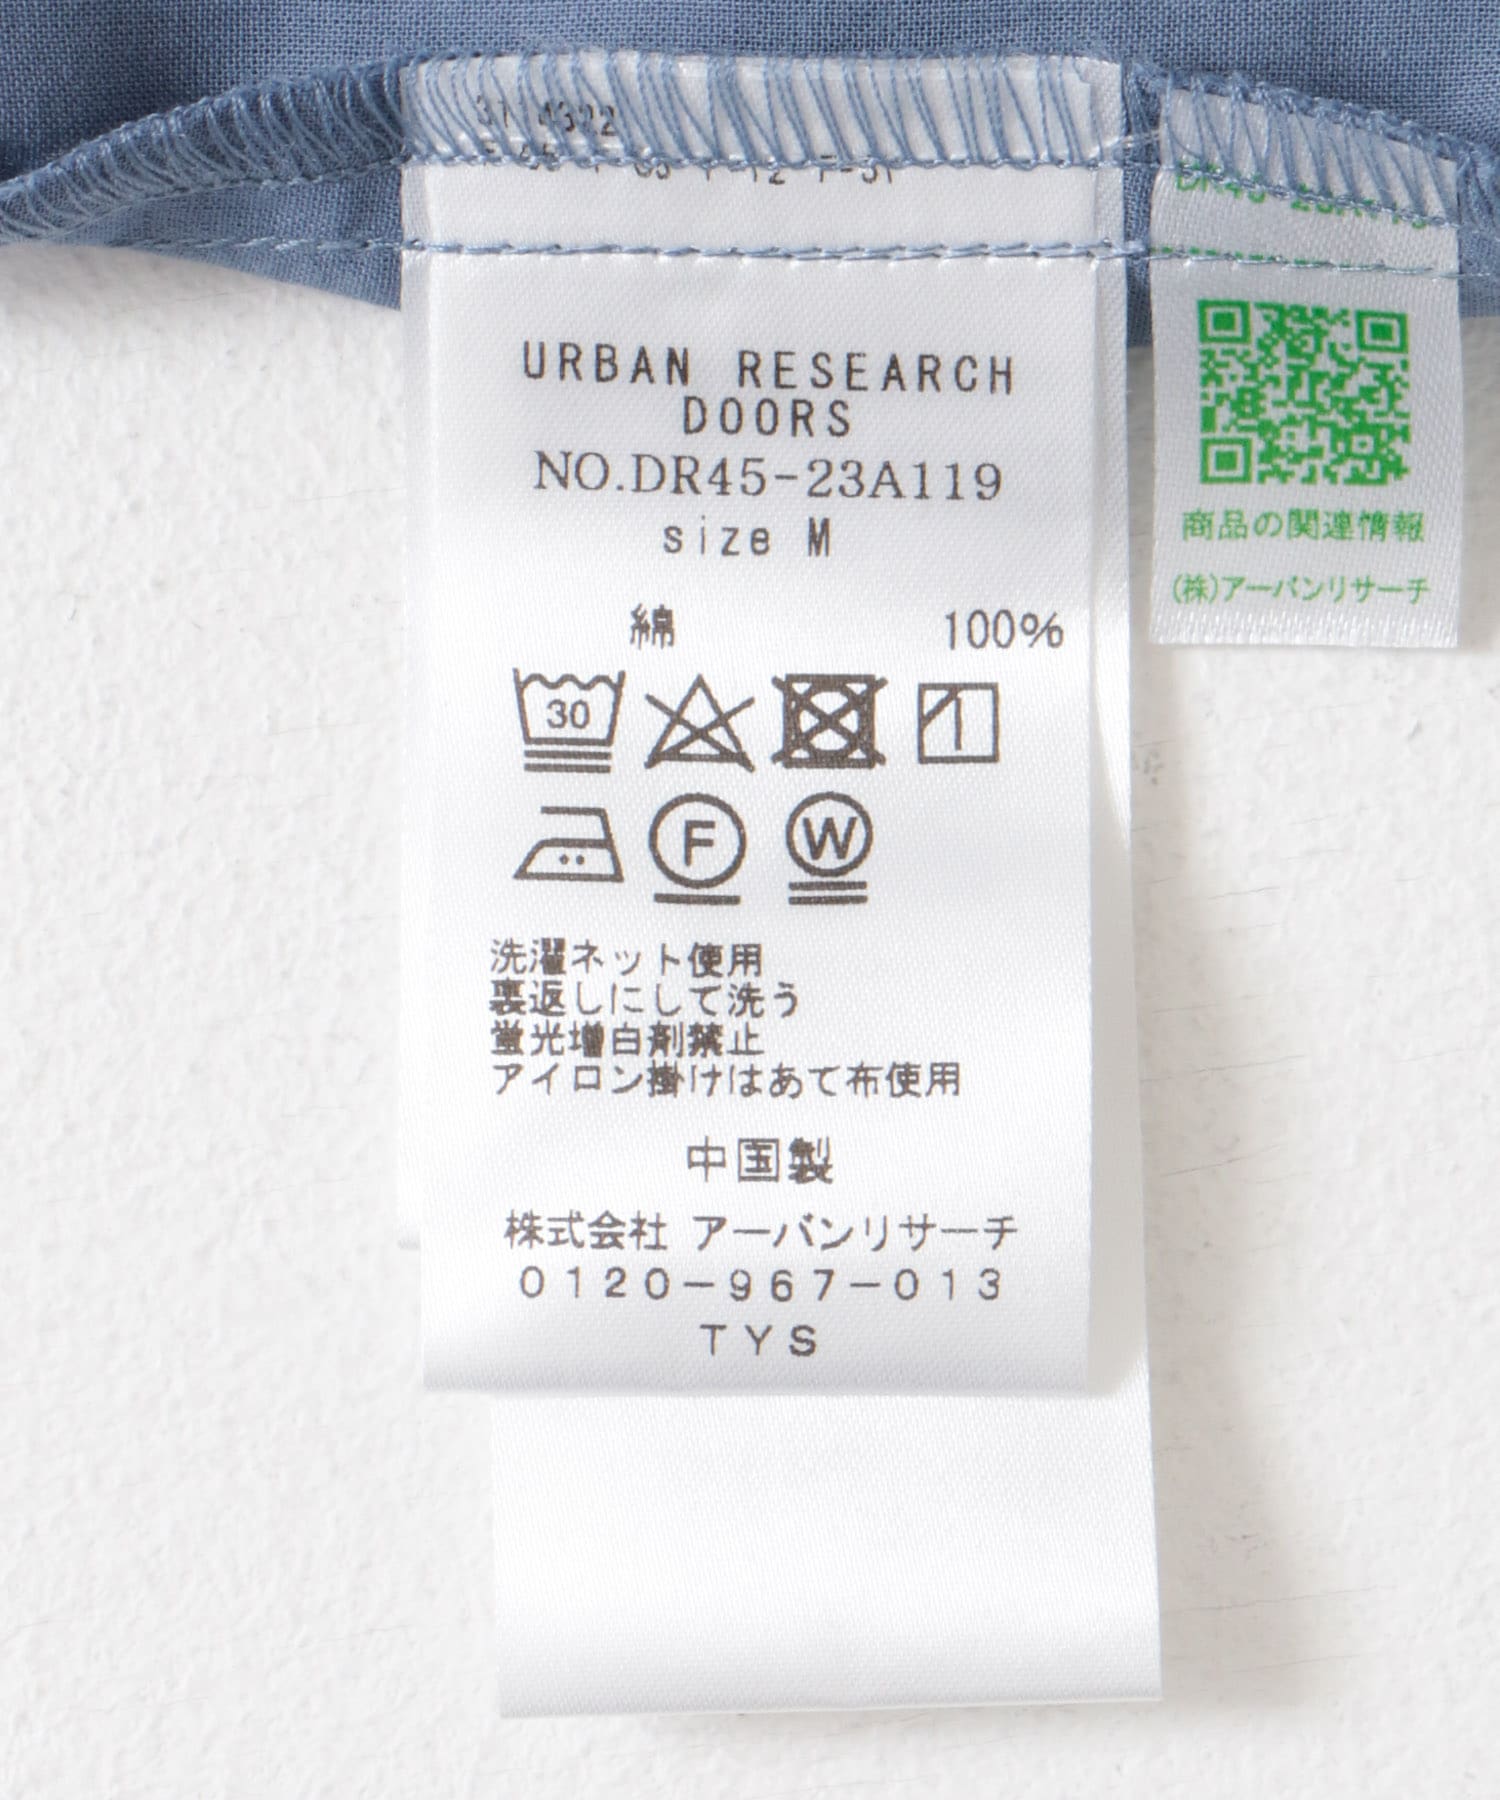 URBAN RESEARCH
DOORS
NO.DR45-23A119
size M
綿 100%
30
F W
洗濯ネット使用
裏返しにして洗う
蛍光増白剤禁止
アイロン掛けはあて布使用
中国製
株式会社 アーバンリサーチ
0120-967-013
TYS
商品の関連情報
(株)アーバンリサーチ